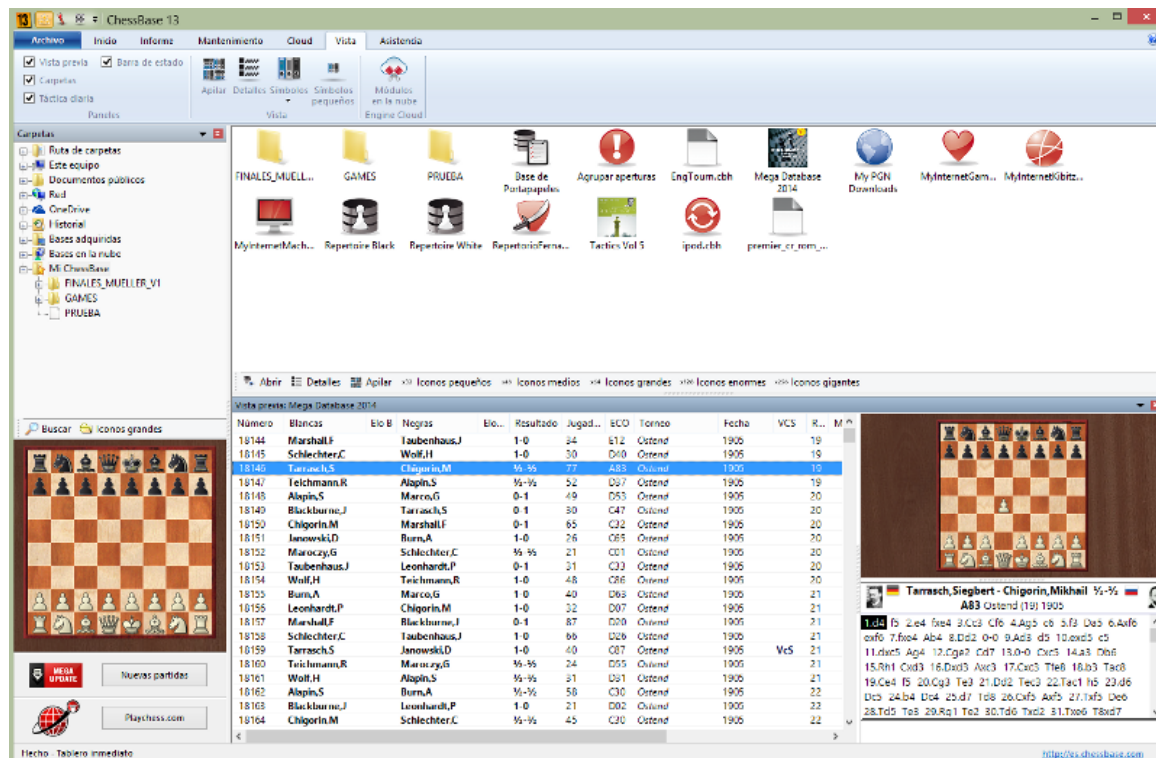 13 ChessBase 13
Archivo Inicio Informe Mantenimiento Cloud Vista Asistencia
Vista previa Barra de estado
Carpetas
Táctica diaria
Apilar Detalles Símbolos Símbolos pequeños Módulos en la nube
Paneles Vista Engine Cloud
Carpetas
Ruta de carpetas
Este equipo
Documentos públicos
Red
OneDrive
Historial
Bases adquiridas
Bases en la nube
Mi ChessBase
FINALES_MUELLER_V1
GAMES
PRUEBA
FINALES_MUELL... GAMES PRUEBA Base de Portapapeles Agrupar aperturas EngTourn.cbh Mega Database 2014 My PGN Downloads MyInternetGam... MyInternetKibitz...
MyInternetMach... Repertoire Black Repertoire White RepertorioFerna... Tactics Vol 5 ipod.cbh premier_cr_rom_...
Abrir Detalles Apilar x32 Iconos pequeños Iconos medios x64 Iconos grandes Iconos enormes x256 Iconos gigantes
Buscar Iconos grandes
Vista previa: Mega Database 2014
Número Blancas Elo B Negras Elo... Resultado Jugad... ECO Torneo Fecha VCS R... M
18144 Marshall.F Taubenhaus.J 1-0 34 E12 Ostend 1905 19
18145 Schlechter,C Wolf,H 1-0 30 D40 Ostend 1905 19
18146 Tarrasch,S Chigorin,M ½-½ 77 A83 Ostend 1905 19
18147 Teichmann.R Alapin.S ½-½ 52 D37 Ostend 1905 19
18148 Alapin,S Marco,G 0-1 49 D53 Ostend 1905 20
18149 Blackburne,J Tarrasch,S 0-1 30 C47 Ostend 1905 20
18150 Chigorin.M Marshall.F 0-1 65 C32 Ostend 1905 20
18151 Janowski,D Burn,A 1-0 26 C65 Ostend 1905 20
18152 Maroczy,G Schlechter,C ½-½ 21 C01 Ostend 1905 20
18153 Taubenhaus.J Leonhardt.P 0-1 31 C33 Ostend 1905 20
18154 Wolf,H Teichmann,R 1-0 48 C86 Ostend 1905 20
18155 Burn,A Marco,G 1-0 40 D63 Ostend 1905 21
18156 Leonhardt.P Chigorin.M 1-0 32 D07 Ostend 1905 21
18157 Marshall,F Blackburne,J 0-1 87 D20 Ostend 1905 21
18158 Schlechter,C Taubenhaus,J 1-0 66 D26 Ostend 1905 21
18159 Tarrasch.S Janowski.D 1-0 40 C87 Ostend 1905 VcS 21
18160 Teichmann,R Maroczy,G ½-½ 24 D55 Ostend 1905 21
18161 Wolf,H Alapin,S ½-½ 31 D31 Ostend 1905 21
18162 Alapin,S Burn,A ½-½ 58 C30 Ostend 1905 22
18163 Blackburne,J Leonhardt,P 1-0 21 D02 Ostend 1905 22
18164 Chigorin.M Schlechter.C ½-½ 45 C30 Ostend 1905 22
Tarrasch,Siegbert - Chigorin,Mikhail ½-½
A83 Ostend (19) 1905
1.d4 f5 2.e4 fxe4 3.Cc3 Cf6 4.Ag5 c6 5.f3 Da5 6.Axf6
exf6 7.fxe4 Ab4 8.Dd2 0-0 9.Ad3 d5 10.exd5 c5
11.dxc5 Ag4 12.Cge2 Cd7 13.0-0 Cxc5 14.a3 Db6
15.Rh1 Cxd3 16.Dxd3 Axc3 17.Cxc3 Tfe8 18.b3 Tac8
19.Ce4 f5 20.Cg3 Te3 21.Dd2 Tec3 22.Tac1 h5 23.d6
Dc5 24.b4 Dc4 25.d7 Td8 26.Cxf5 Axf5 27.Txf5 De6
28.Td5 Te3 29.Rg1 Te2 30.Td6 Txd2 31.Txe6 T8xd7
MEGA UPDATE Nuevas partidas
Playchess.com
Hecho - Tablero inmediato http://es.chessbase.com